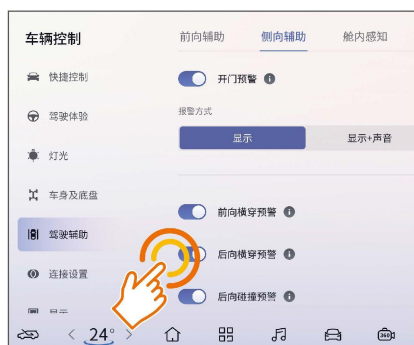 车辆控制
前向辅助 侧向辅助 舱内感知
快捷控制
开门预警
驾驶体验
报警方式
显示 显示+声音
灯光
车身及底盘
前向横穿预警
驾驶辅助
后向横穿预警
连接设置
后向碰撞预警
显示
24°
360